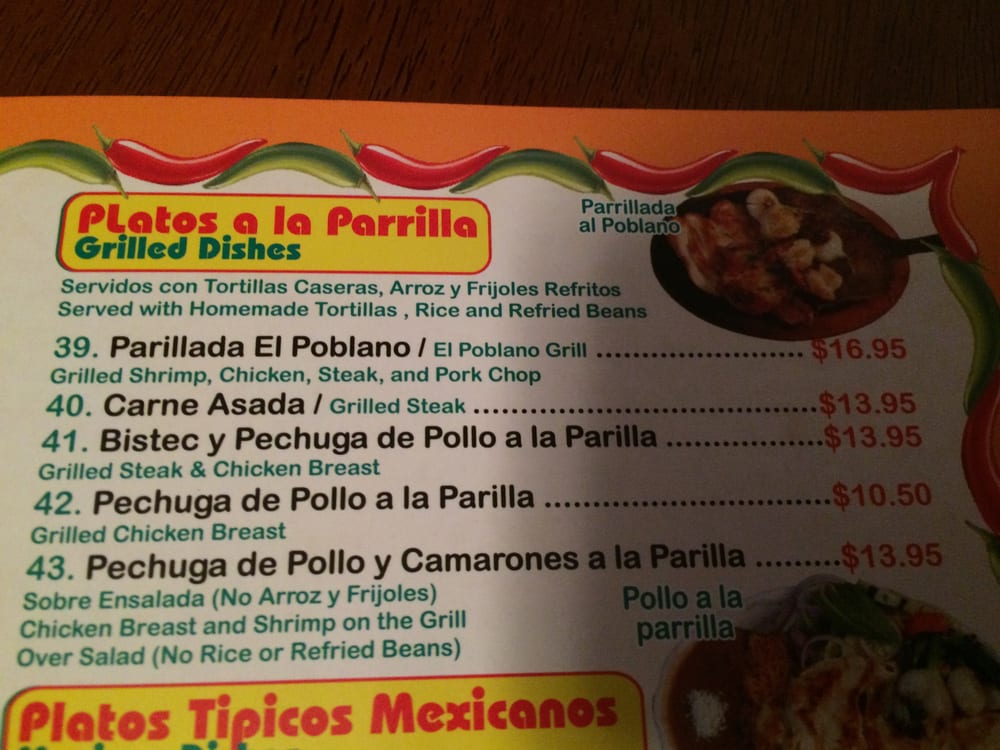 PLatos a la Parrilla
Grilled Dishes
Parrillada
al Poblano
Servidos con Tortillas Caseras, Arroz y Frijoles Refritos
Served with Homemade Tortillas , Rice and Refried Beans
39. Parillada El Poblano / El Poblano Grill ........................ $16.95
Grilled Shrimp, Chicken, Steak, and Pork Chop
40. Carne Asada / Grilled Steak ........................................ $13.95
41. Bistec y Pechuga de Pollo a la Parilla ..................$13.95
Grilled Steak & Chicken Breast
42. Pechuga de Pollo a la Parilla .................................$10.50
Grilled Chicken Breast
43. Pechuga de Pollo y Camarones a la Parilla ..........$13.95
Sobre Ensalada (No Arroz y Frijoles)
Chicken Breast and Shrimp on the Grill
Over Salad (No Rice or Refried Beans)
Pollo a la
parrilla
Platos Tipicos Mexicanos